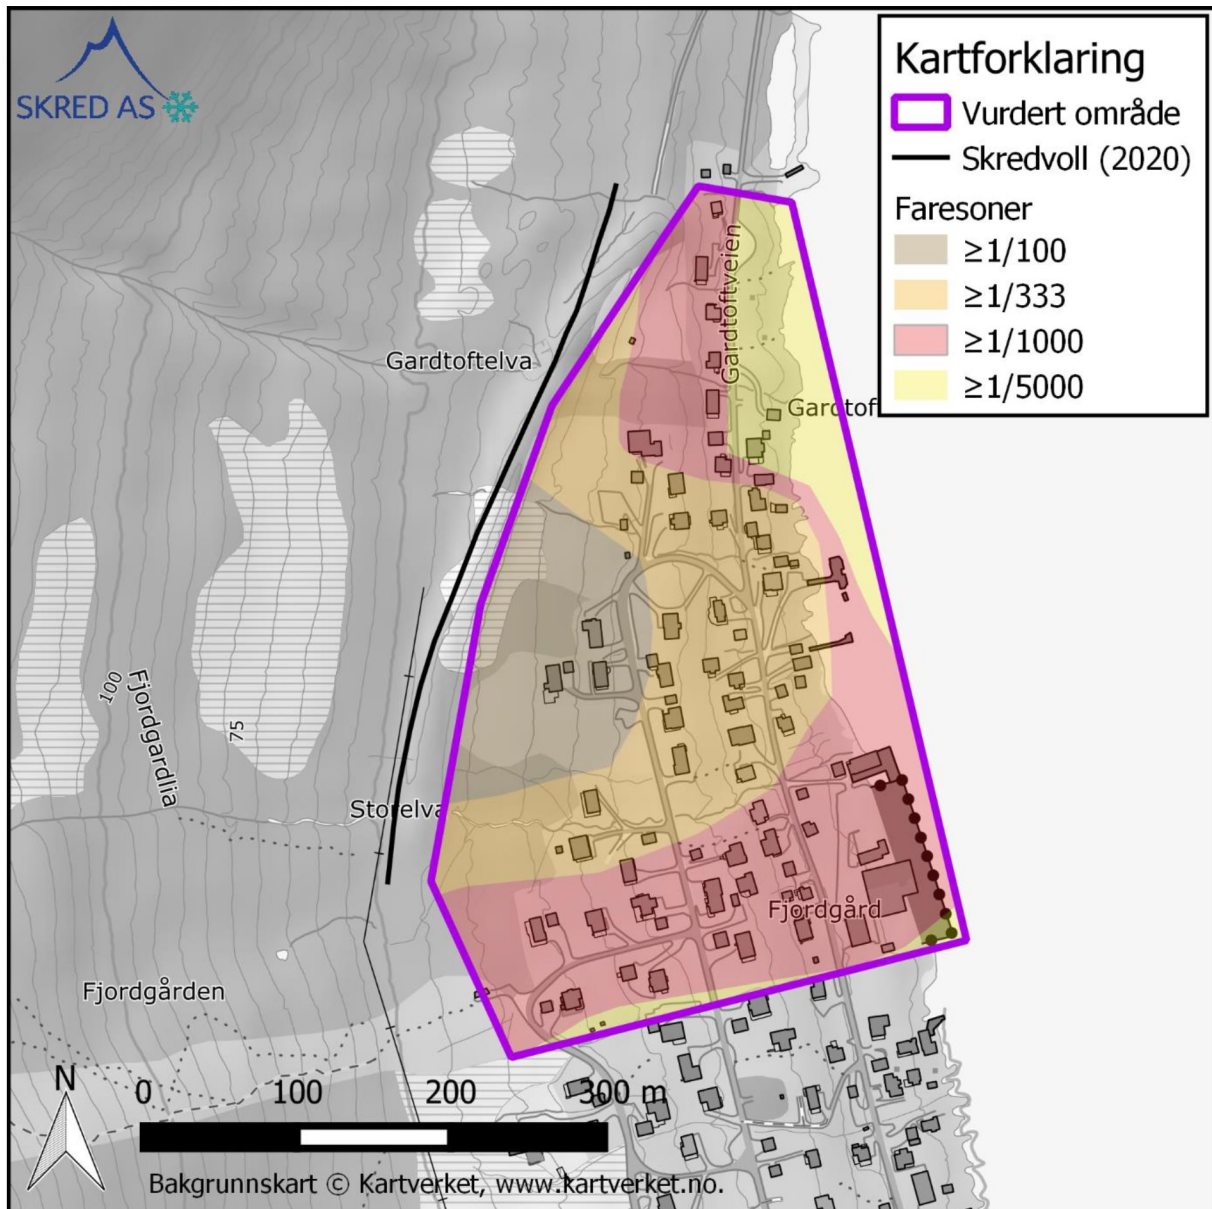 SKRED AS
Kartforklaring
Vurdert område
Skredvoll (2020)
Faresoner
≥1/100
≥1/333
≥1/1000
≥1/5000
Gardtoftveien
Gardtoftelva
Gardtof
100
Fjordgardlia
75
Storelva
Fjordgård
Fjordgården
N
0 100 200 300 m
Bakgrunnskart © Kartverket, www.kartverket.no.